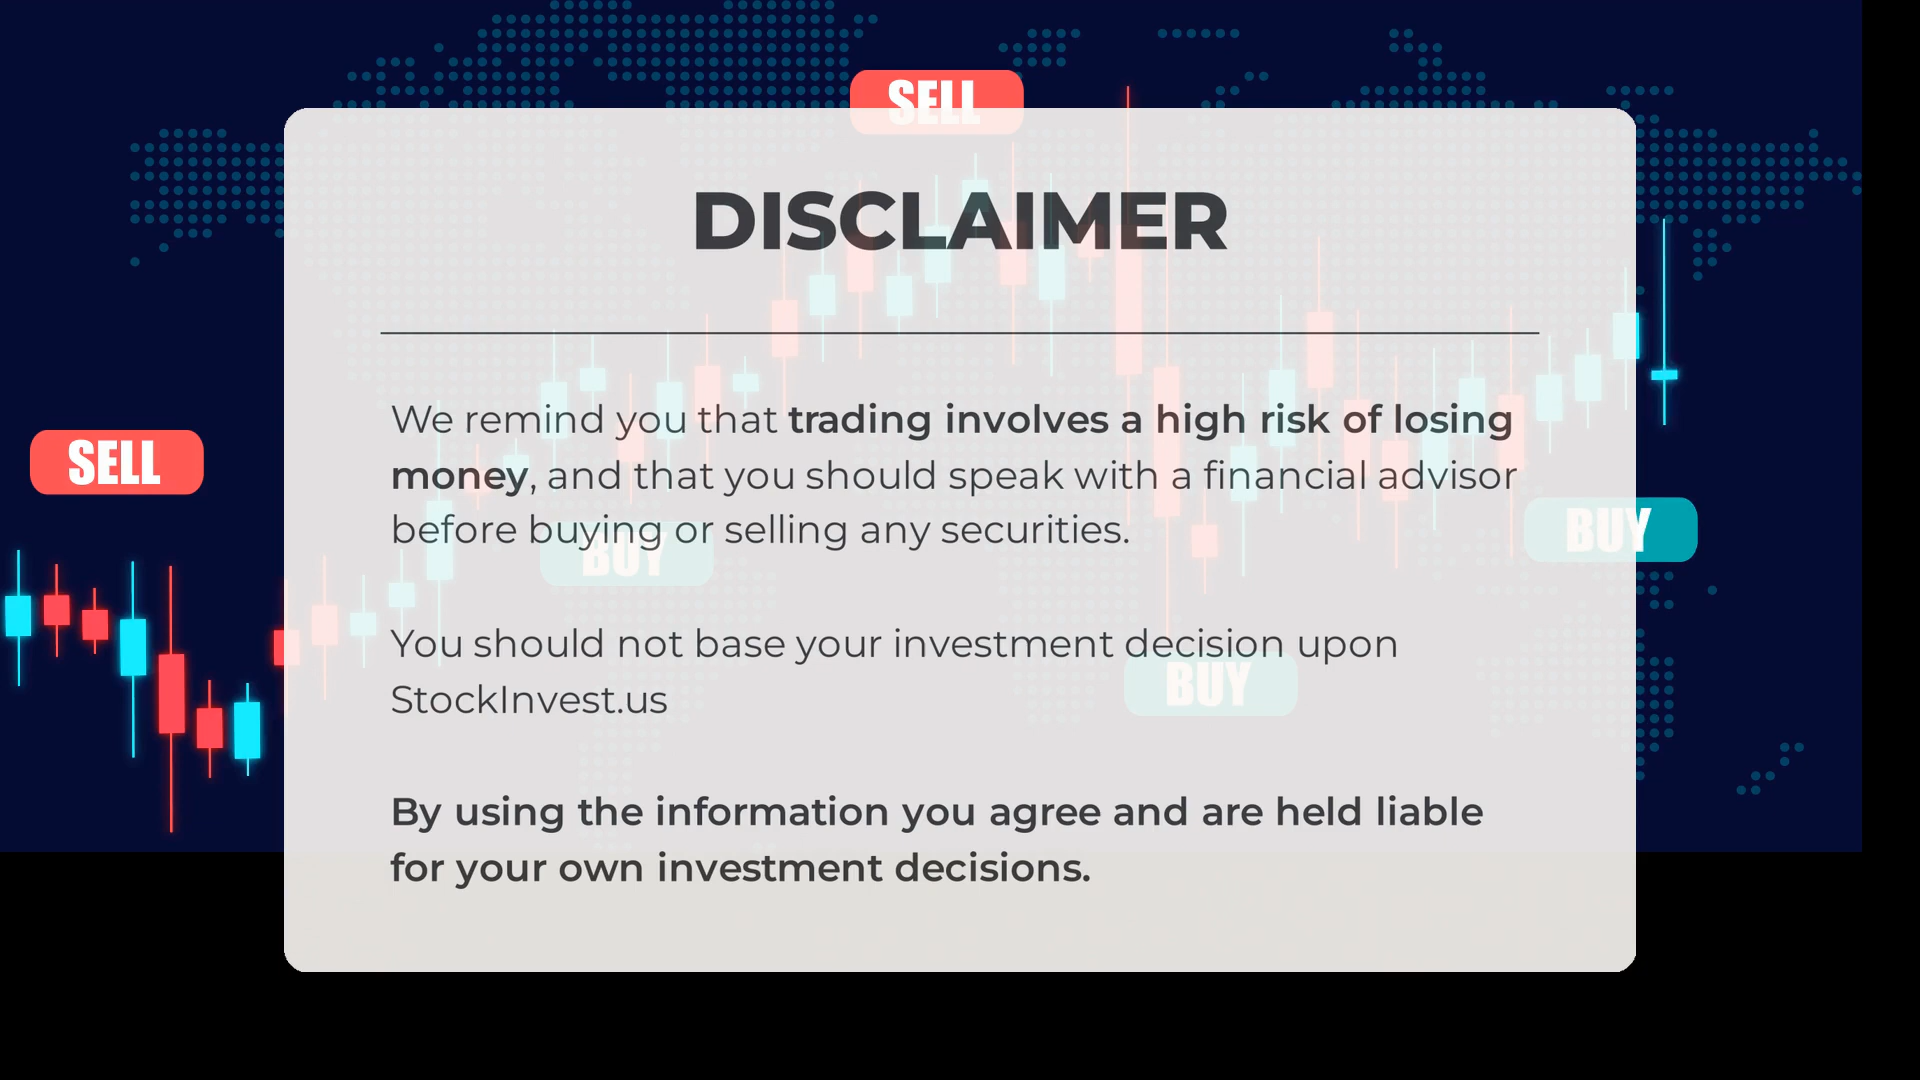 SELL
DISCLAIMER
We remind you that trading involves a high risk of losing
money, and that you should speak with a financial advisor
before buying or selling any securities.
SELL
BUY
BUY
You should not base your investment decision upon
StockInvest.us
BUY
By using the information you agree and are held liable
for your own investment decisions.